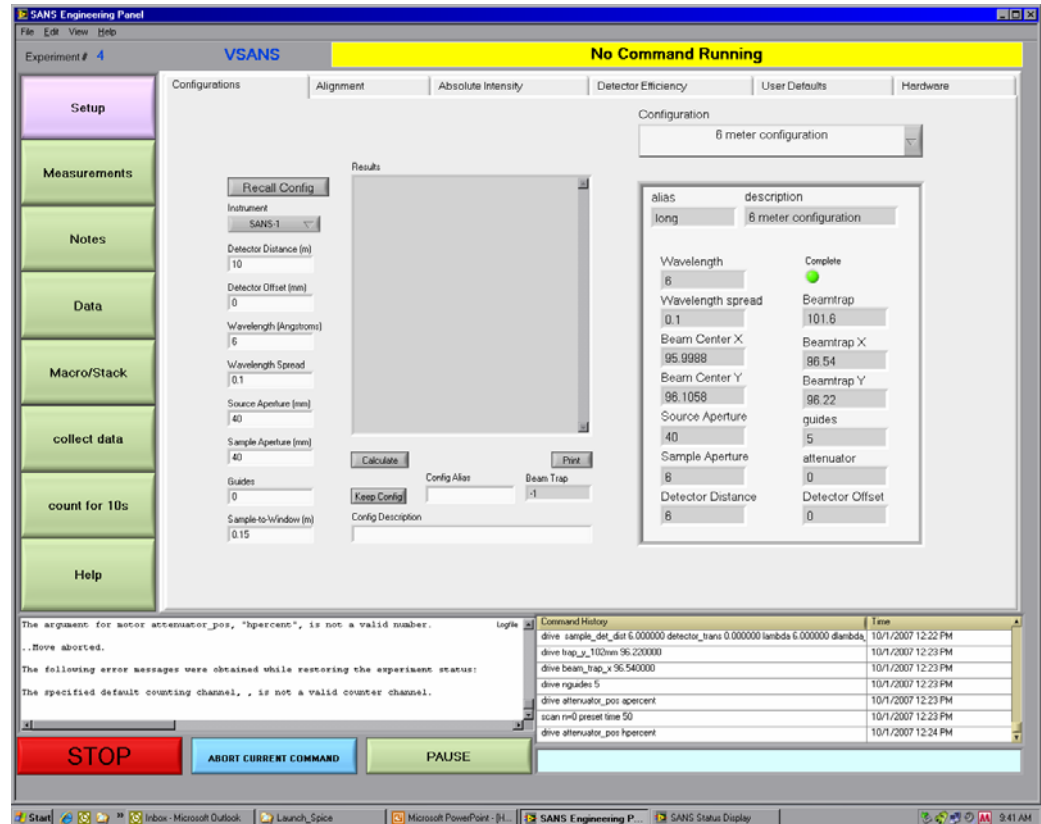 SANS Engineering Panel
File Edit View Help
Experiment # 4
VSANS
No Command Running
Setup
Measurements
Notes
Data
Macro/Stack
collect data
count for 10s
Help
Configurations
Alignment
Absolute Intensity
Detector Efficiency
User Defaults
Hardware
Recall Config
Instrument
SANS-1
Detector Distance (m)
10
Detector Offset (mm)
0
Wavelength (Angstroms)
6
Wavelength Spread
0.1
Source Aperture (mm)
40
Sample Aperture (mm)
40
Guides
0
Sample-to-Window (m)
0.15
Results
Calculate
Print
Keep Config
Config Alias
Beam Trap
-1
Config Description
Configuration
6 meter configuration
alias
description
long
6 meter configuration
Wavelength
Complete
6
Wavelength spread
Beamtrap
0.1
101.6
Beam Center X
Beamtrap X
95.9988
96.54
Beam Center Y
Beamtrap Y
96.1058
96.22
Source Aperture
guides
40
5
Sample Aperture
attenuator
6
0
Detector Distance
Detector Offset
6
0
The argument for motor attenuator_pos, "hpercent", is not a valid number.
Logfile
..Move aborted.
The following error messages were obtained while restoring the experiment status:
The specified default counting channel, , is not a valid counter channel.
Command History
Time
drive sample_det_dist 6.000000 detector_trans 0.000000 lambda 6.000000 dlambda_
10/1/2007 12:22 PM
drive trap_y_102mm 96.220000
10/1/2007 12:23 PM
drive beam_trap_x 96.540000
10/1/2007 12:23 PM
drive nguides 5
10/1/2007 12:23 PM
drive attenuator_pos apercent
10/1/2007 12:23 PM
scan n=0 preset time 50
10/1/2007 12:23 PM
drive attenuator_pos hpercent
10/1/2007 12:24 PM
STOP
ABORT CURRENT COMMAND
PAUSE
Start
Inbox - Microsoft Outlook
Launch_Spice
Microsoft PowerPoint - [H...
SANS Engineering P...
SANS Status Display
9:41 AM